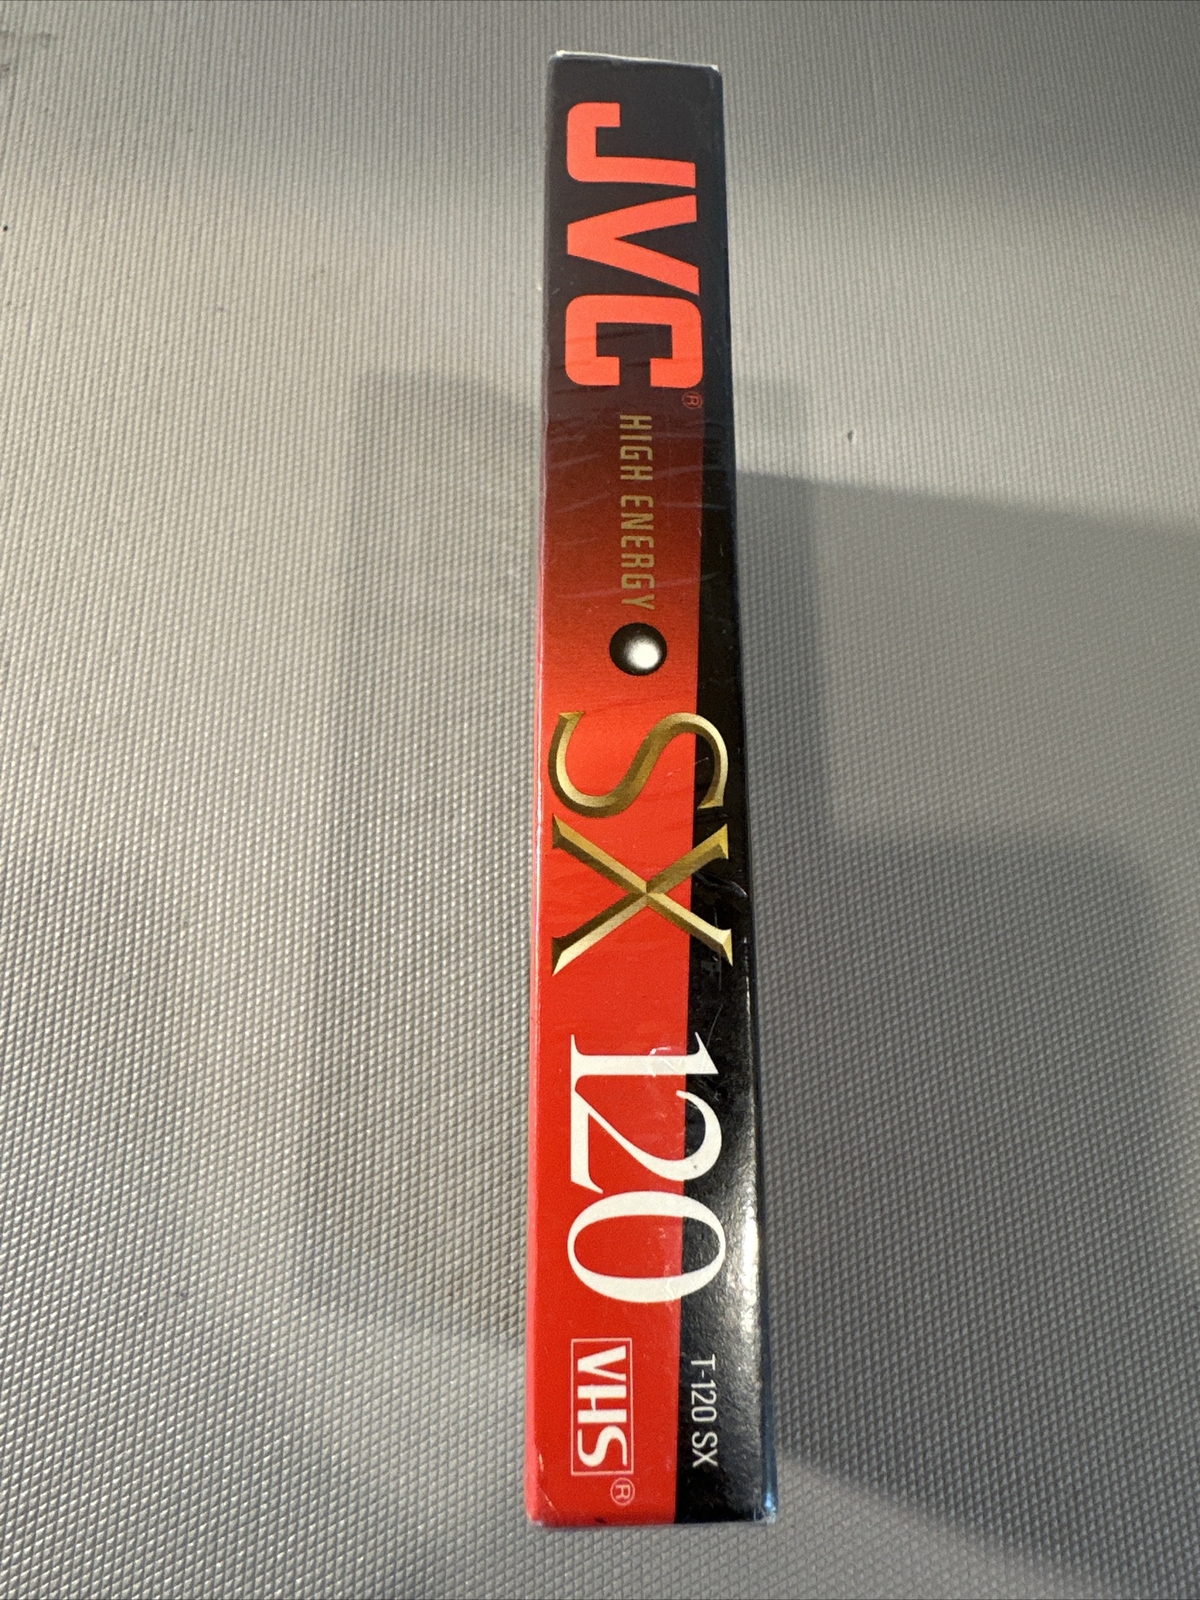 JVC®
HIGH ENERGY
SX
120
VHS®
T-120 SX